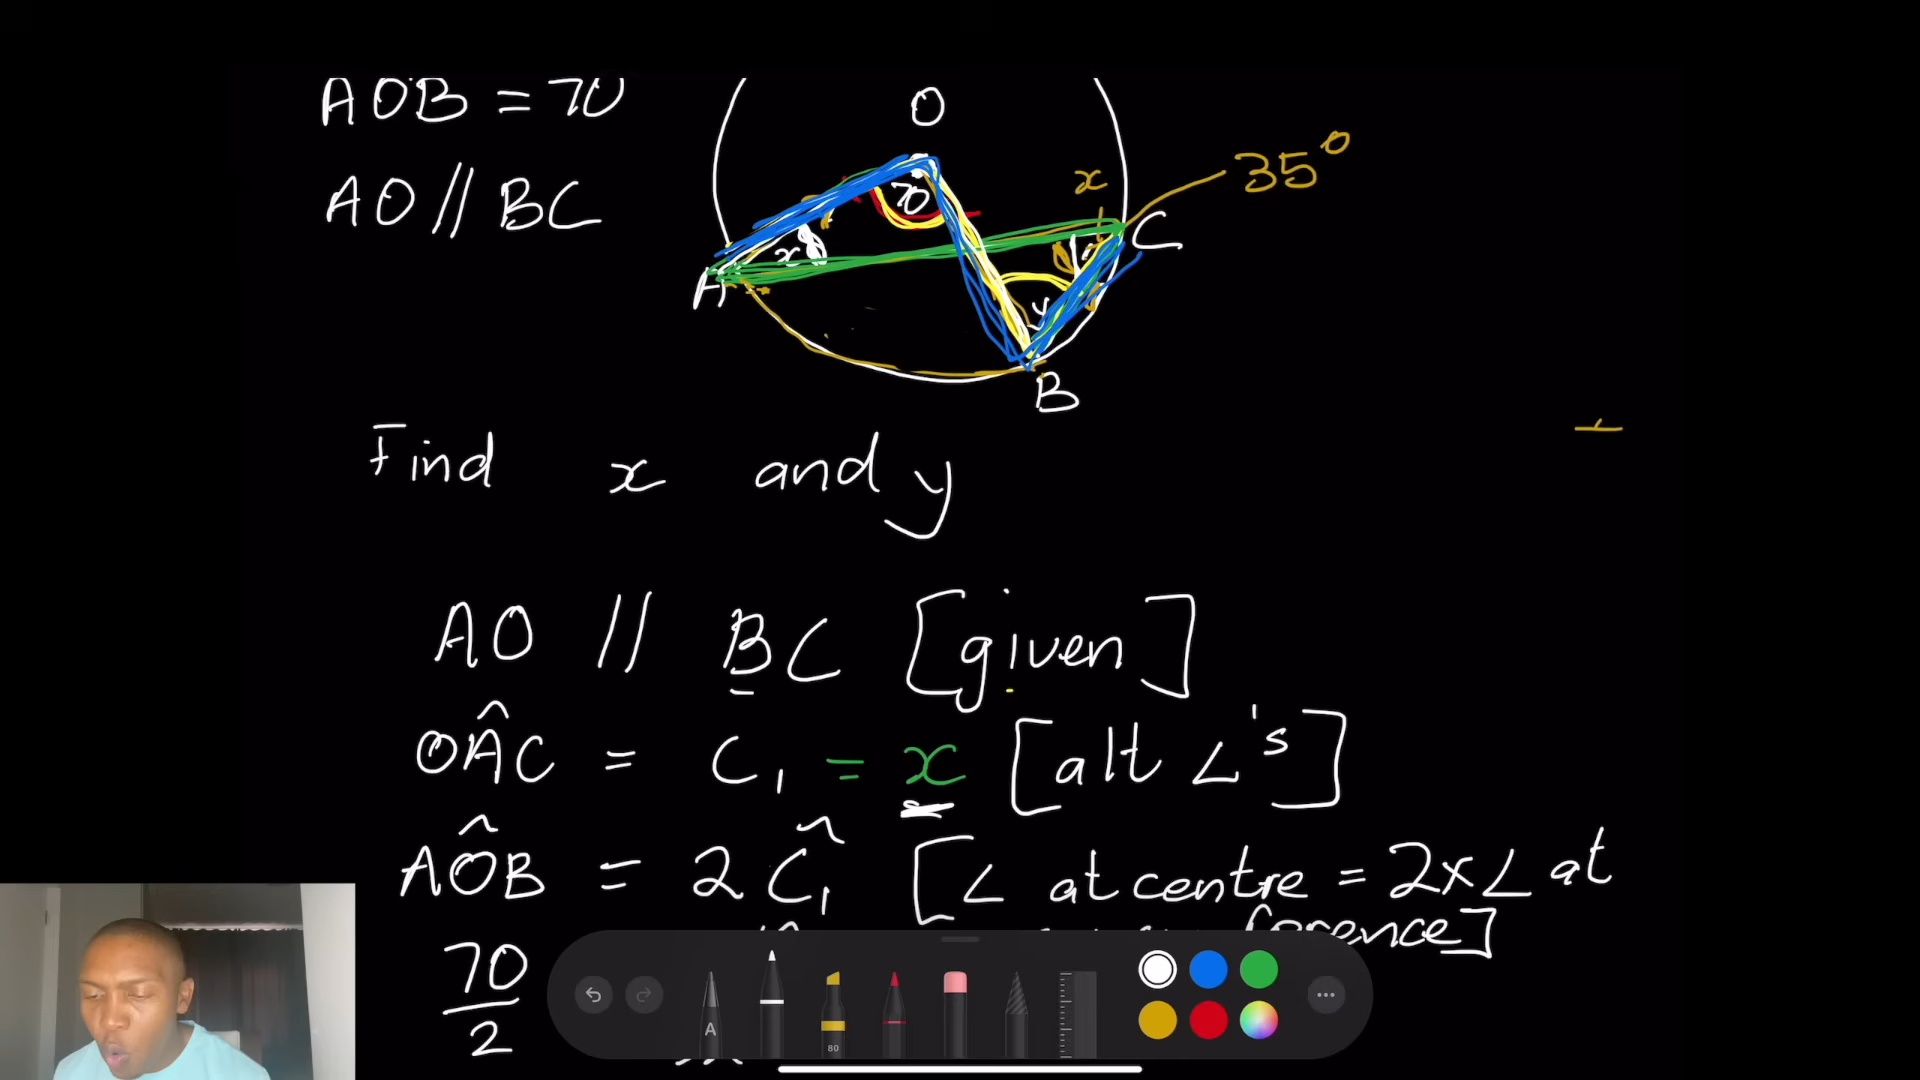 AOB = 70
AO // BC
O
70
x
35°
x
C
A
y
B
Find x and y
AO // BC [given]
OÂC = C₁ = x [alt ∠'s]
AÔB = 2Ĉ₁ [∠ at centre = 2x∠ at
70
2
A
80